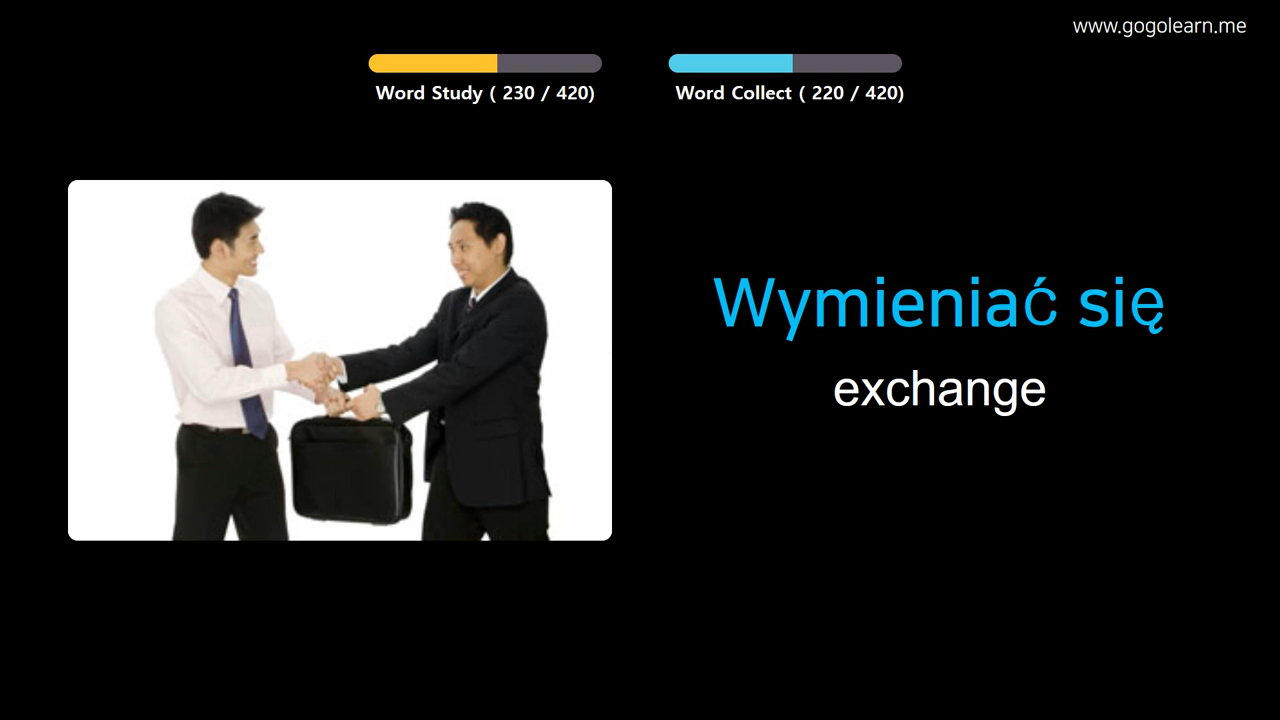 www.gogolearn.me
Word Study ( 230 / 420)
Word Collect ( 220 / 420)
Wymieniać się
exchange